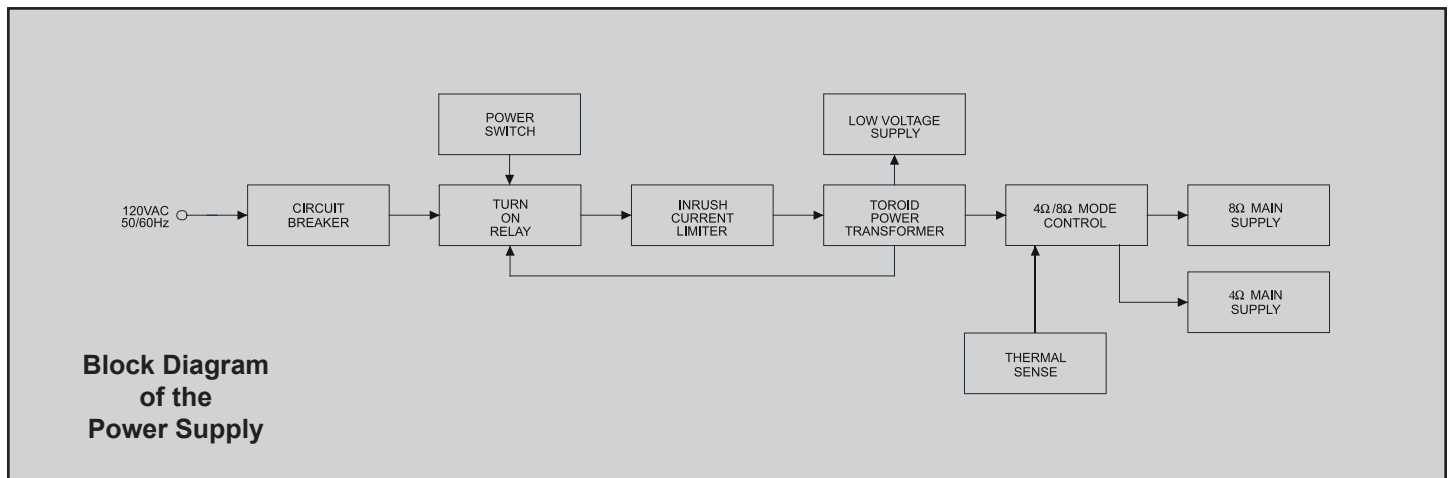 POWER
SWITCH
LOW VOLTAGE
SUPPLY
120VAC
50/60Hz
CIRCUIT
BREAKER
TURN
ON
RELAY
INRUSH
CURRENT
LIMITER
TOROID
POWER
TRANSFORMER
4Ω/8Ω MODE
CONTROL
8Ω MAIN
SUPPLY
4Ω MAIN
SUPPLY
THERMAL
SENSE
Block Diagram
of the
Power Supply